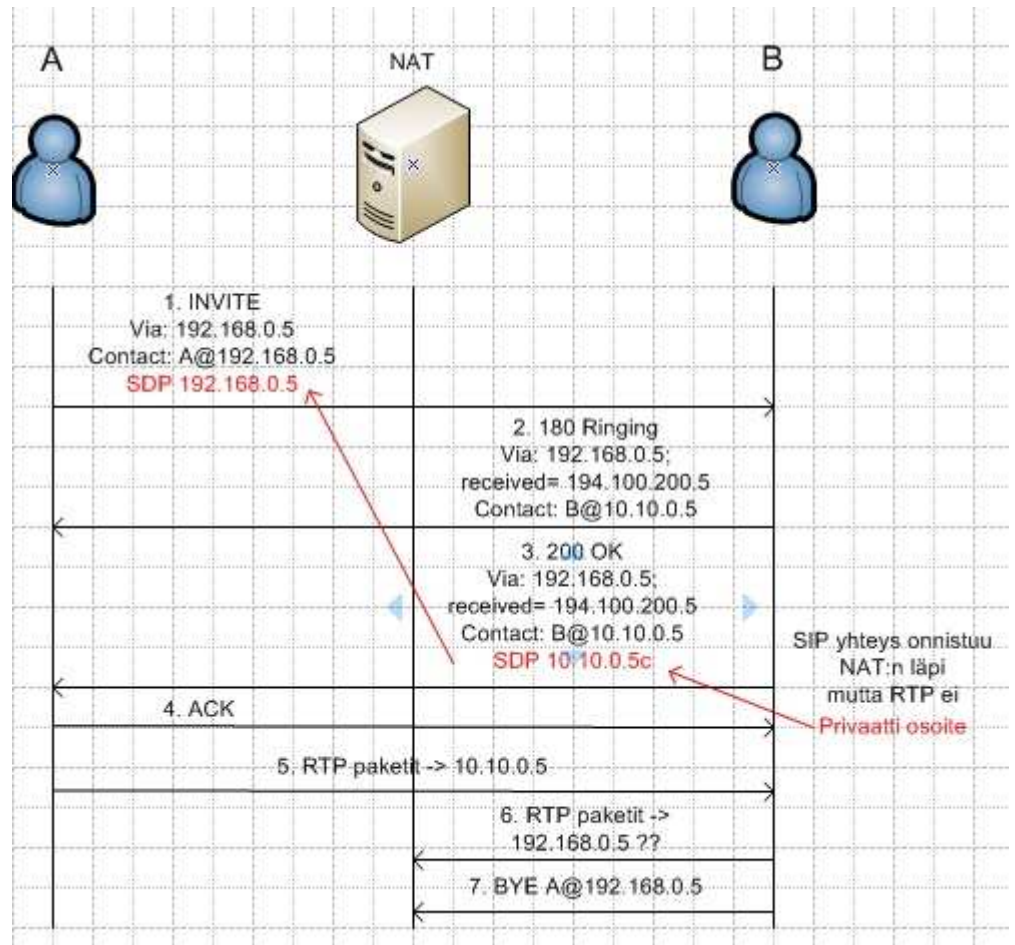 A
NAT
B
1. INVITE
Via: 192.168.0.5
Contact: A@192.168.0.5
SDP 192.168.0.5
2. 180 Ringing
Via: 192.168.0.5;
received= 194.100.200.5
Contact: B@10.10.0.5
3. 200 OK
Via: 192.168.0.5;
received= 194.100.200.5
Contact: B@10.10.0.5
SDP 10.10.0.5c
SIP yhteys onnistuu
NAT:n läpi
mutta RTP ei
Privaatti osoite
4. ACK
5. RTP paketit -> 10.10.0.5
6. RTP paketit ->
192.168.0.5 ??
7. BYE A@192.168.0.5